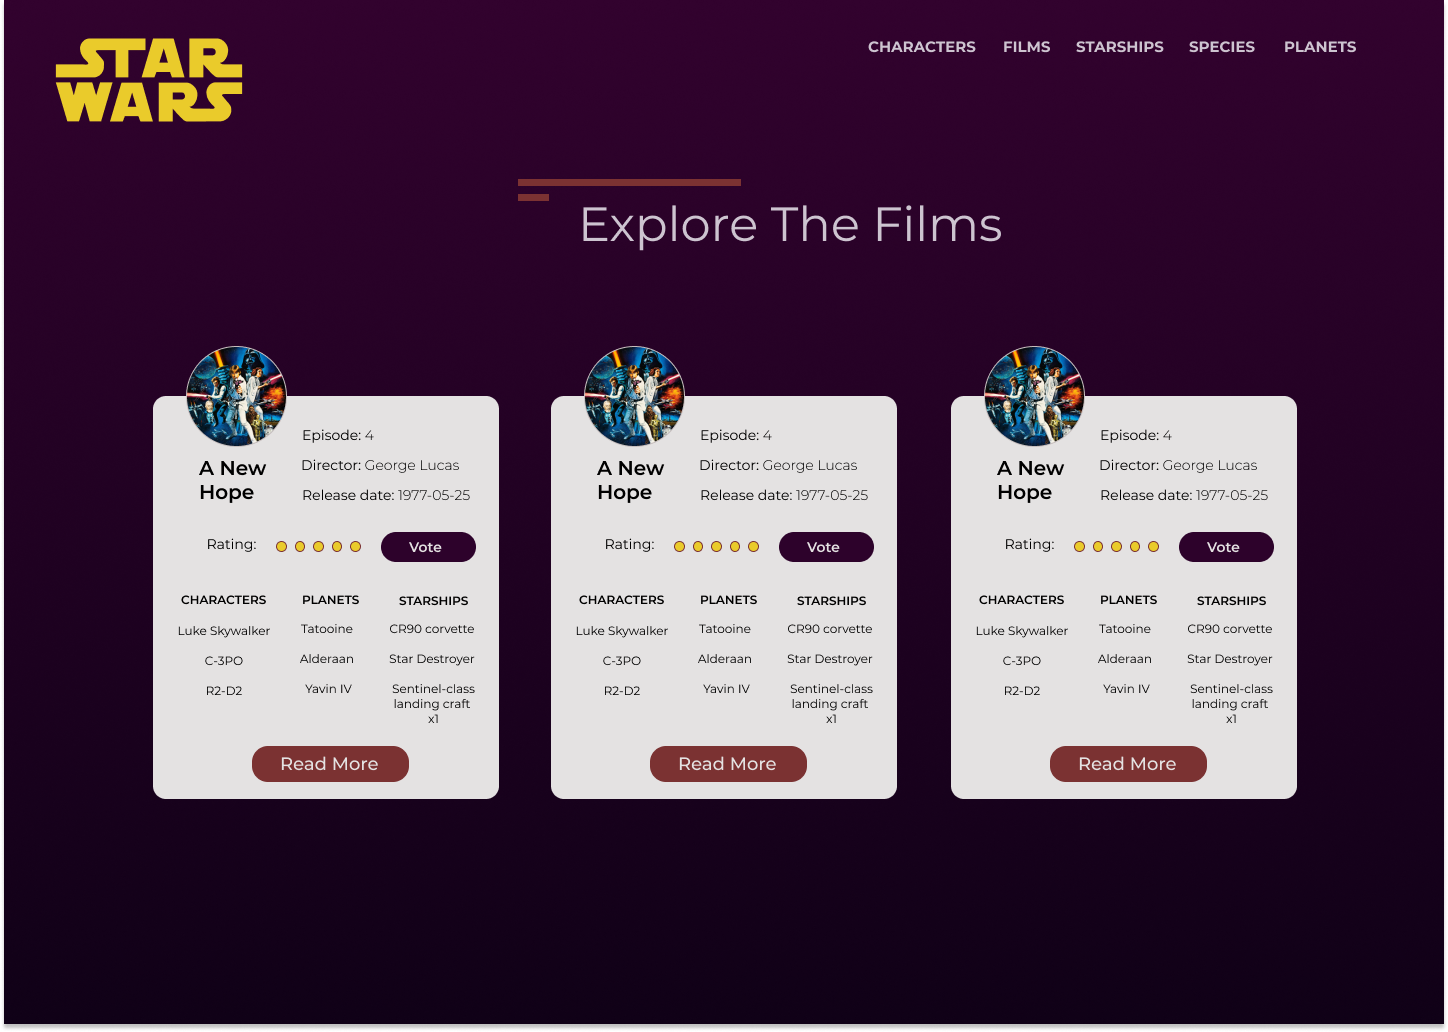 STAR
WARS
CHARACTERS FILMS STARSHIPS SPECIES PLANETS
Explore The Films
Episode: 4
Director: George Lucas
Release date: 1977-05-25
A New
Hope
Rating:
Vote
CHARACTERS PLANETS STARSHIPS
Luke Skywalker Tatooine CR90 corvette
C-3PO Alderaan Star Destroyer
R2-D2 Yavin IV Sentinel-class
landing craft
x1
Read More
Episode: 4
Director: George Lucas
Release date: 1977-05-25
A New
Hope
Rating:
Vote
CHARACTERS PLANETS STARSHIPS
Luke Skywalker Tatooine CR90 corvette
C-3PO Alderaan Star Destroyer
R2-D2 Yavin IV Sentinel-class
landing craft
x1
Read More
Episode: 4
Director: George Lucas
Release date: 1977-05-25
A New
Hope
Rating:
Vote
CHARACTERS PLANETS STARSHIPS
Luke Skywalker Tatooine CR90 corvette
C-3PO Alderaan Star Destroyer
R2-D2 Yavin IV Sentinel-class
landing craft
x1
Read More